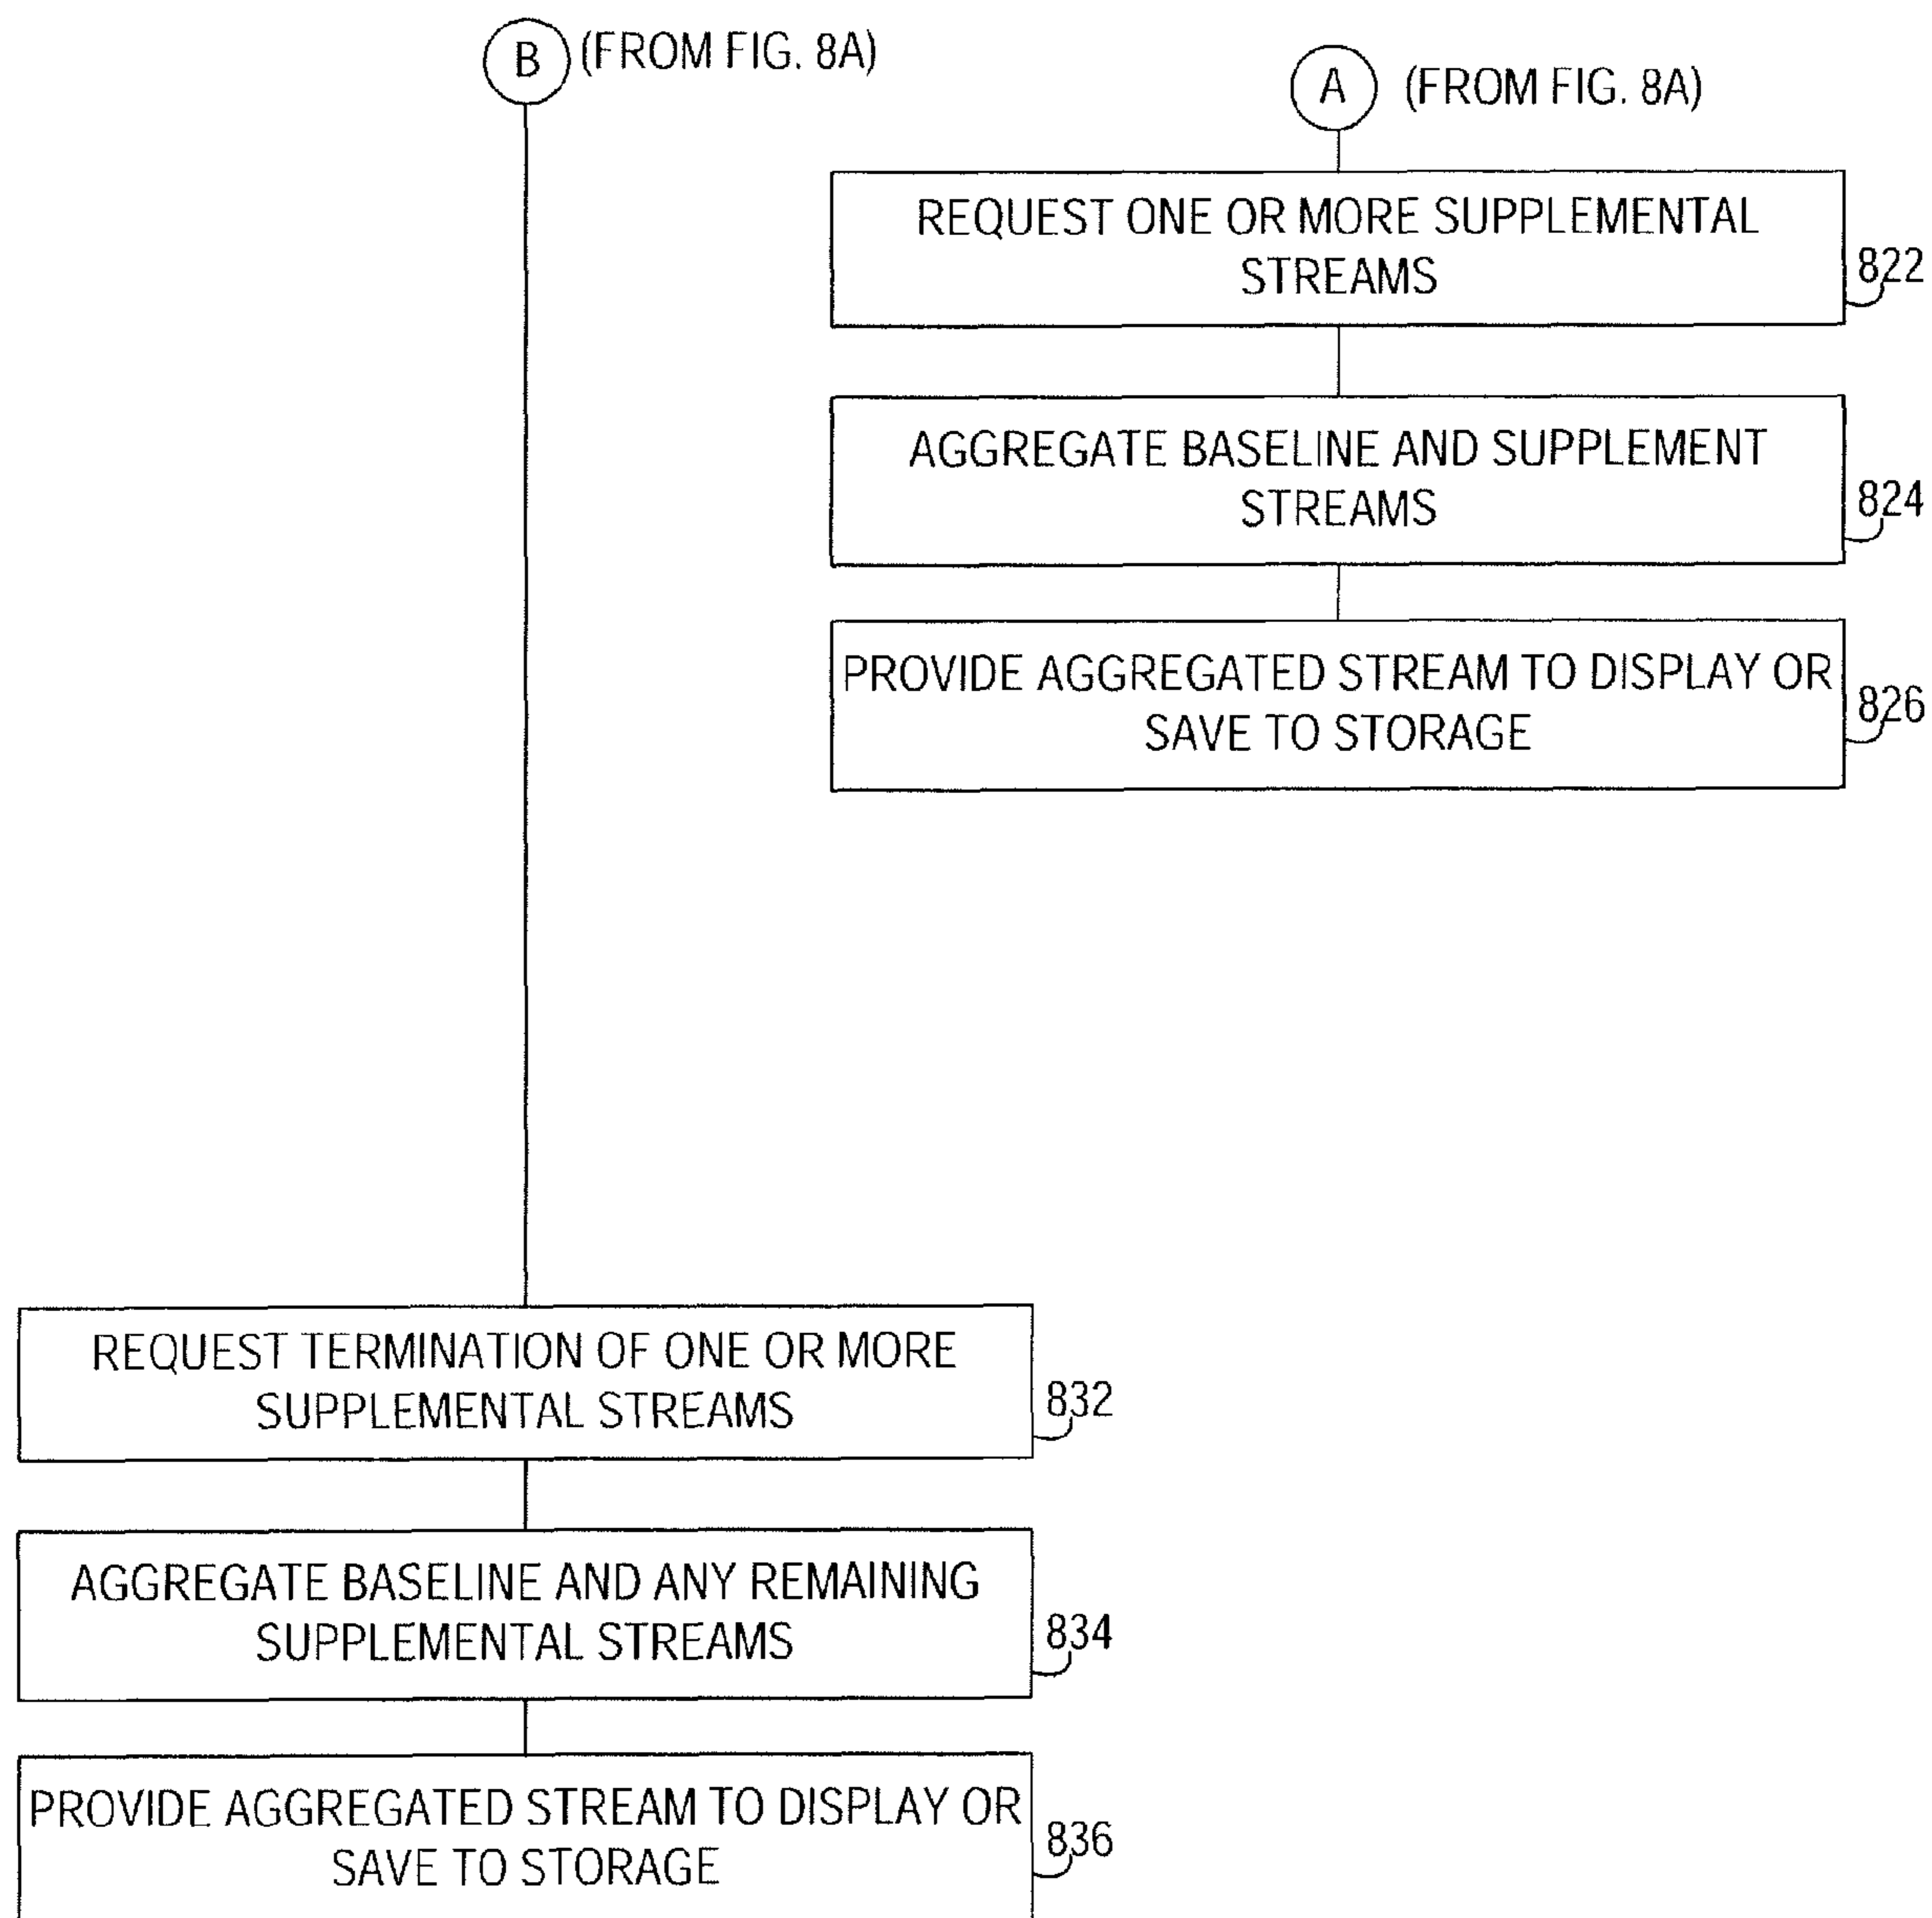 B (FROM FIG. 8A)
A (FROM FIG. 8A)
REQUEST ONE OR MORE SUPPLEMENTAL
STREAMS
822
AGGREGATE BASELINE AND SUPPLEMENT
STREAMS
824
PROVIDE AGGREGATED STREAM TO DISPLAY OR
SAVE TO STORAGE
826
REQUEST TERMINATION OF ONE OR MORE
SUPPLEMENTAL STREAMS
832
AGGREGATE BASELINE AND ANY REMAINING
SUPPLEMENTAL STREAMS
834
PROVIDE AGGREGATED STREAM TO DISPLAY OR
SAVE TO STORAGE
836